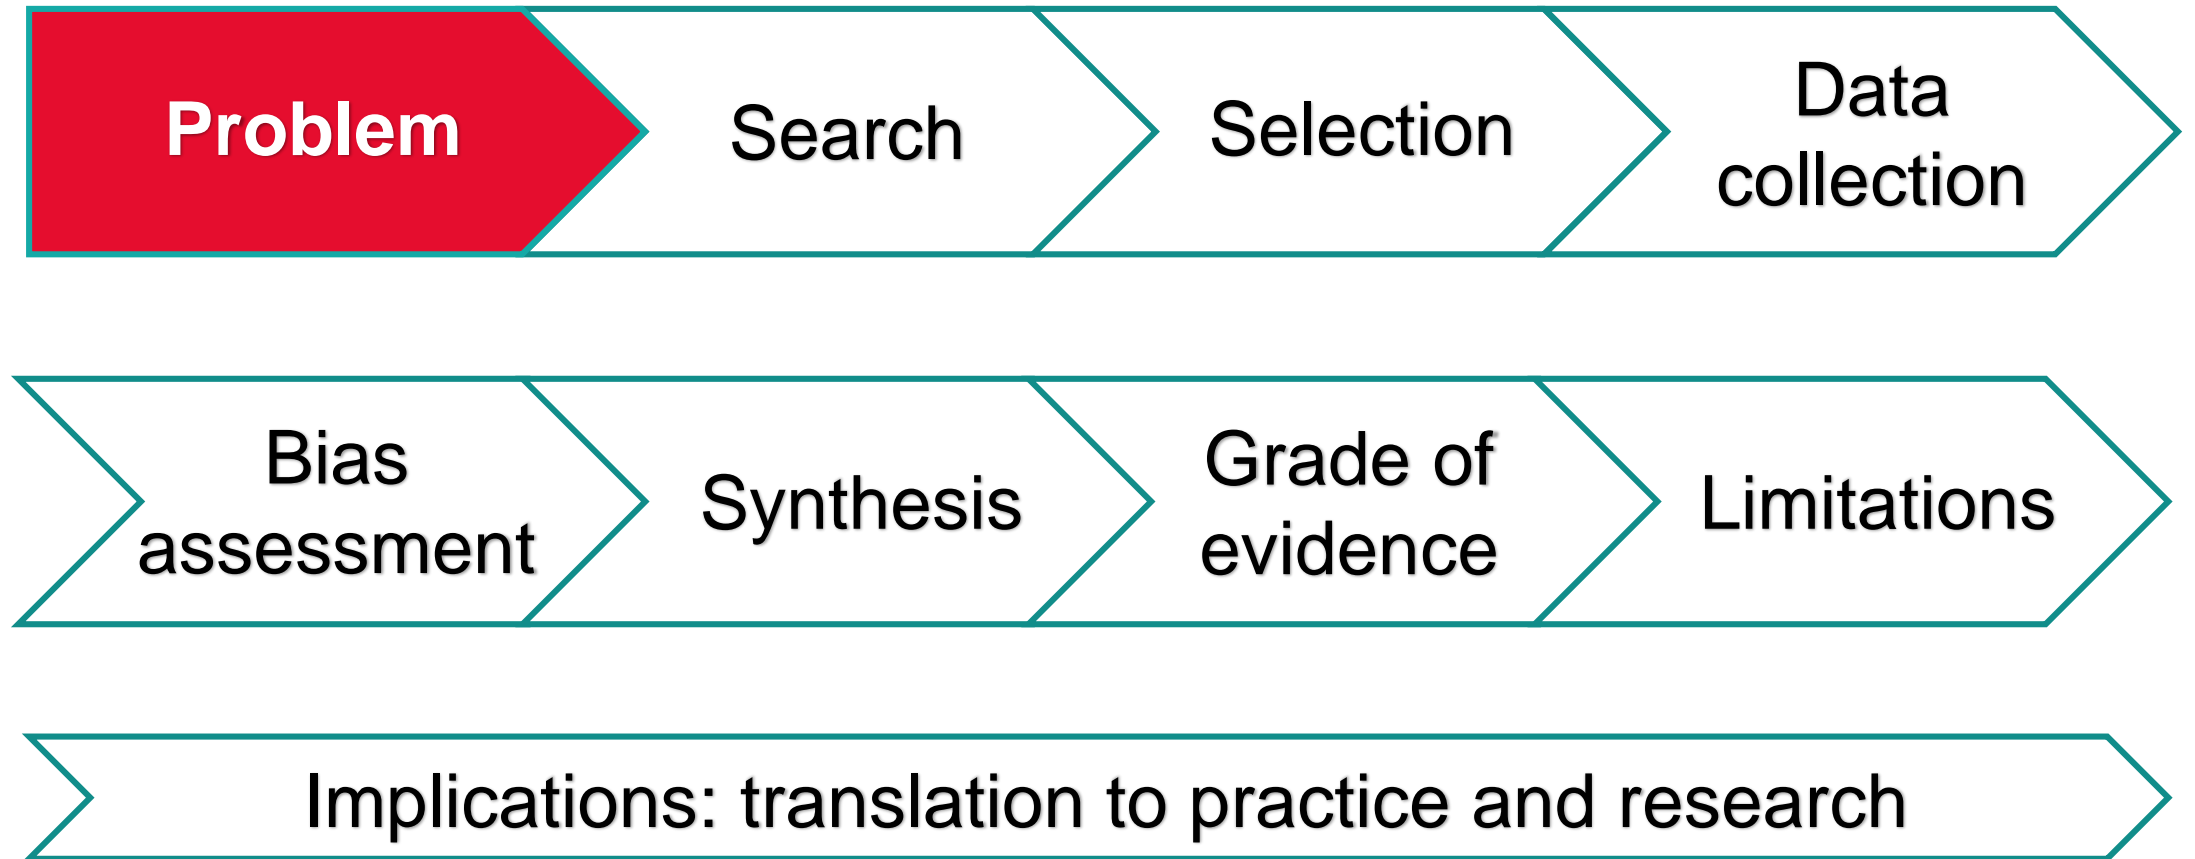 Problem
Search
Selection
Data
collection
Bias
assessment
Synthesis
Grade of
evidence
Limitations
Implications: translation to practice and research